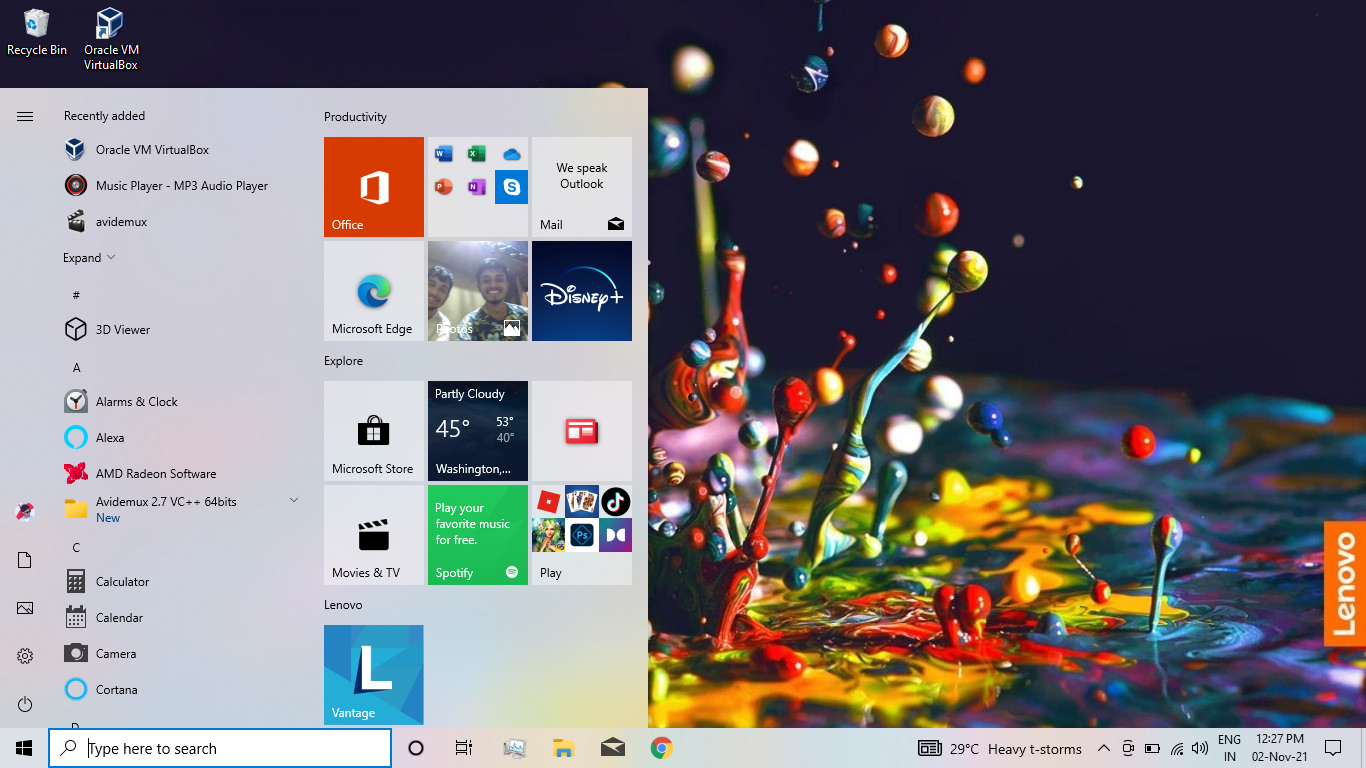 Recycle Bin
Oracle VM
VirtualBox
Recently added
Oracle VM VirtualBox
Music Player - MP3 Audio Player
avidemux
Expand
#
3D Viewer
A
Alarms & Clock
Alexa
AMD Radeon Software
Avidemux 2.7 VC++ 64bits
New
C
Calculator
Calendar
Camera
Cortana
Productivity
Office
We speak
Outlook
Mail
Microsoft Edge
Photos
Disney+
Explore
Microsoft Store
Partly Cloudy
45°
53°
40°
Washington,...
Movies & TV
Play your
favorite music
for free.
Spotify
Ps
Play
Lenovo
L
Vantage
Lenovo
Type here to search
29°C Heavy t-storms
ENG
IN
12:27 PM
02-Nov-21